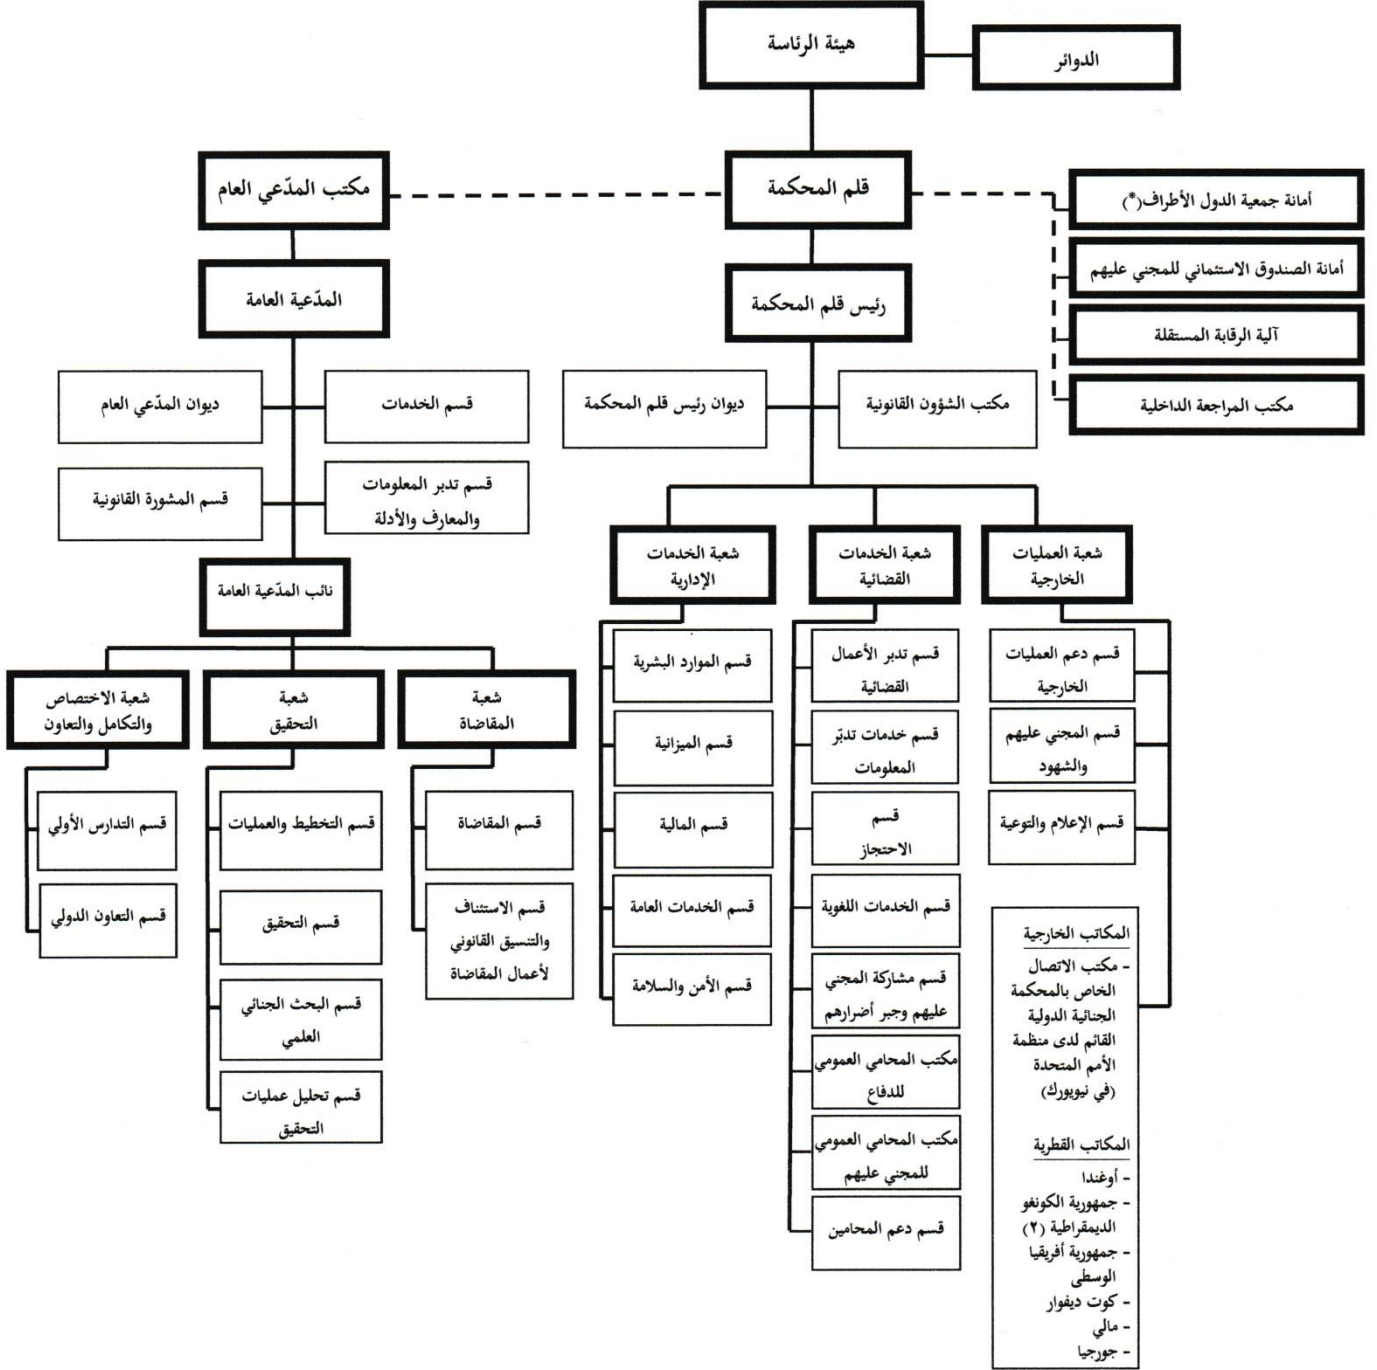 هيئة الرئاسة
الدوائر
قلم المحكمة
مكتب المدّعي العام
أمانة جمعية الدول الأطراف(*)
أمانة الصندوق الاستئماني للمجني عليهم
آلية الرقابة المستقلة
مكتب المراجعة الداخلية
رئيس قلم المحكمة
المدّعية العامة
مكتب الشؤون القانونية
ديوان رئيس قلم المحكمة
قسم الخدمات
ديوان المدّعي العام
قسم تدبر المعلومات
والمعارف والأدلة
قسم المشورة القانونية
شعبة العمليات
الخارجية
شعبة الخدمات
القضائية
شعبة الخدمات
الإدارية
نائب المدّعية العامة
قسم دعم العمليات
الخارجية
قسم المجني عليهم
والشهود
قسم الإعلام والتوعية
المكاتب الخارجية
- مكتب الاتصال
الخاص بالمحكمة
الجنائية الدولية
القائم لدى منظمة
الأمم المتحدة
(في نيويورك)
المكاتب القطرية
- أوغندا
- جمهورية الكونغو
الديمقراطية (٢)
- جمهورية أفريقيا
الوسطى
- كوت ديفوار
- مالي
- جورجيا
قسم تدبر الأعمال
القضائية
قسم خدمات تدبّر
المعلومات
قسم
الاحتجاز
قسم الخدمات اللغوية
قسم مشاركة المجني
عليهم وجبر أضرارهم
مكتب المحامي العمومي
للدفاع
مكتب المحامي العمومي
للمجني عليهم
قسم دعم المحامين
قسم الموارد البشرية
قسم الميزانية
قسم المالية
قسم الخدمات العامة
قسم الأمن والسلامة
شعبة
المقاضاة
شعبة
التحقيق
شعبة الاختصاص
والتكامل والتعاون
قسم المقاضاة
قسم الاستئناف
والتنسيق القانوني
لأعمال المقاضاة
قسم التخطيط والعمليات
قسم التحقيق
قسم البحث الجنائي
العلمي
قسم تحليل عمليات
التحقيق
قسم التدارس الأولي
قسم التعاون الدولي